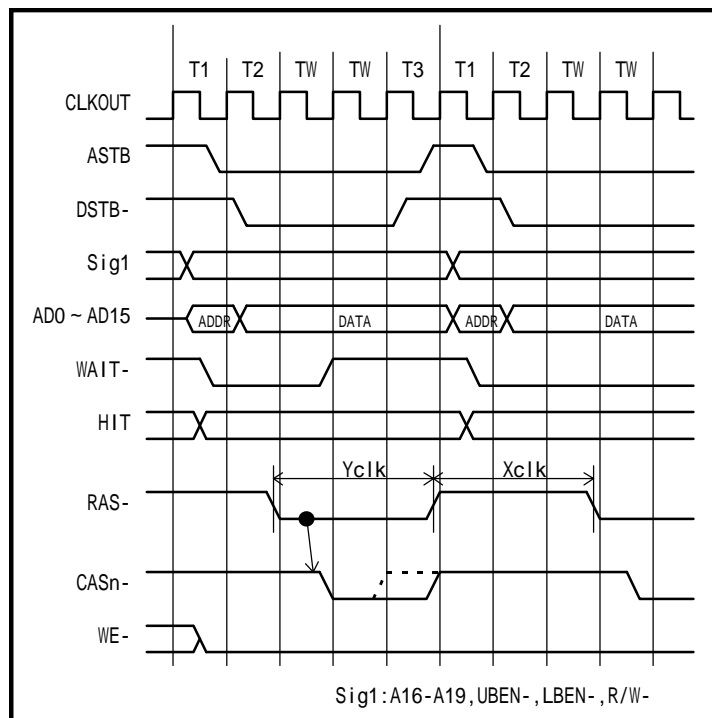 T1 T2 TW TW T3 T1 T2 TW TW
CLKOUT
ASTB
DSTB-
Sig1
AD0 ~ AD15 ADDR DATA ADDR DATA
WAIT-
HIT
Yclk Xclk
RAS-
CASn-
WE-
Sig1:A16-A19,UBEN-,LBEN-,R/W-